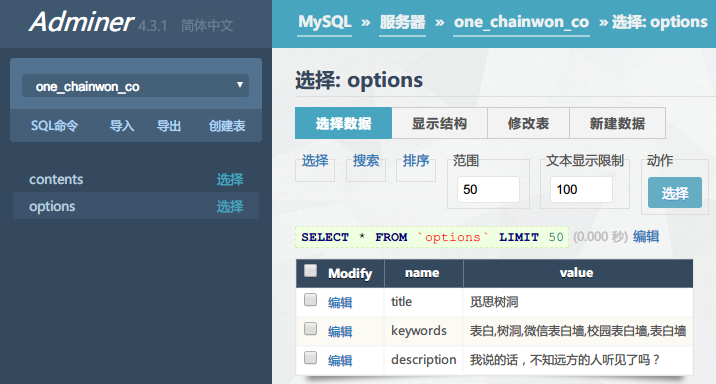 Adminer 4.3.1 简体中文
MySQL » 服务器 » one_chainwon_co » 选择: options
one_chainwon_co
SQL命令 导入 导出 创建表
contents 选择
options 选择
选择: options
选择数据 显示结构 修改表 新建数据
选择 搜索 排序 范围 文本显示限制 动作
50 100 选择
SELECT * FROM `options` LIMIT 50 (0.000 秒) 编辑
Modify name value
编辑 title 觅思树洞
编辑 keywords 表白,树洞,微信表白墙,校园表白墙,表白墙
编辑 description 我说的话，不知远方的人听见了吗？